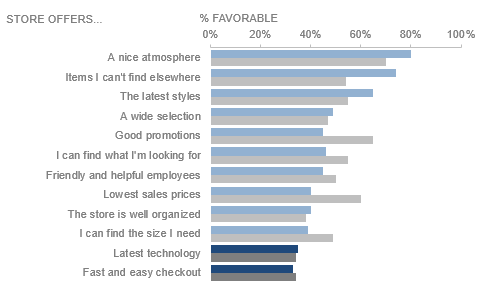 STORE OFFERS... % FAVORABLE
0% 20% 40% 60% 80% 100%
A nice atmosphere
Items I can't find elsewhere
The latest styles
A wide selection
Good promotions
I can find what I'm looking for
Friendly and helpful employees
Lowest sales prices
The store is well organized
I can find the size I need
Latest technology
Fast and easy checkout